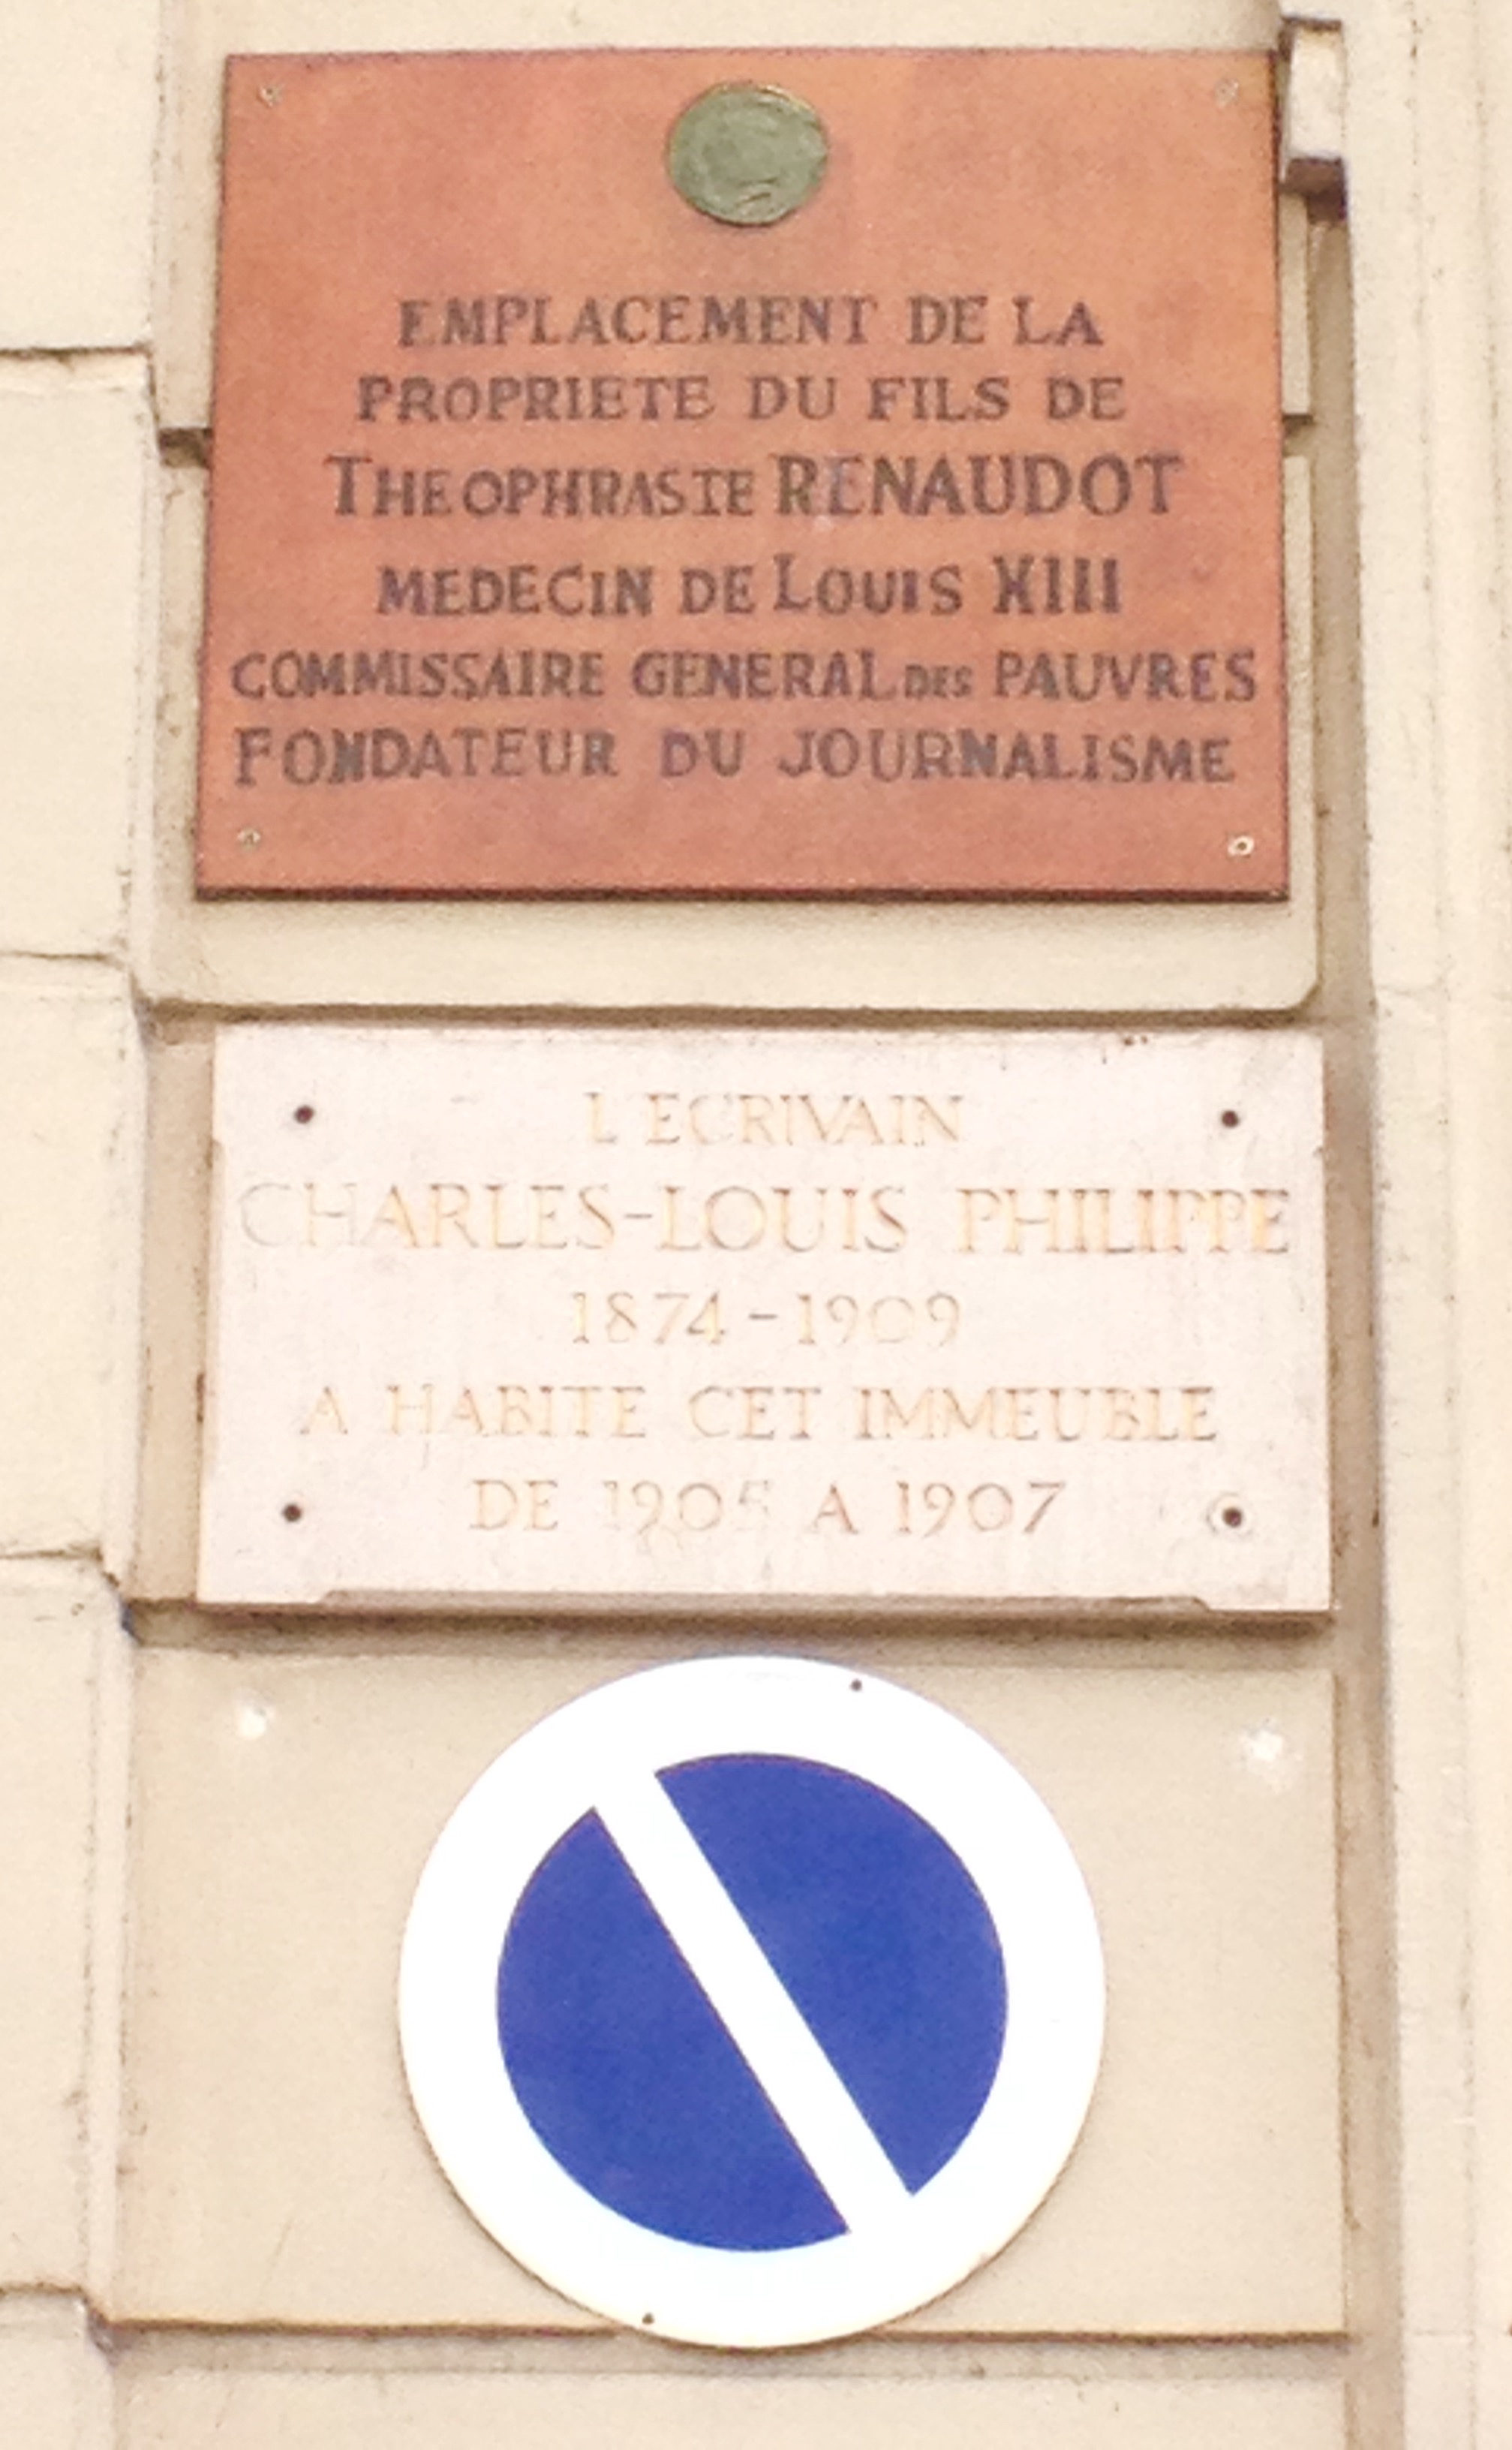 EMPLACEMENT DE LA
PROPRIETE DU FILS DE
THEOPHRASTE RENAUDOT
MEDECIN DE LOUIS XIII
COMMISSAIRE GENERAL DES PAUVRES
FONDATEUR DU JOURNALISME
L'ECRIVAIN
CHARLES-LOUIS PHILIPPE
1874-1909
A HABITE CET IMMEUBLE
DE 1905 A 1907